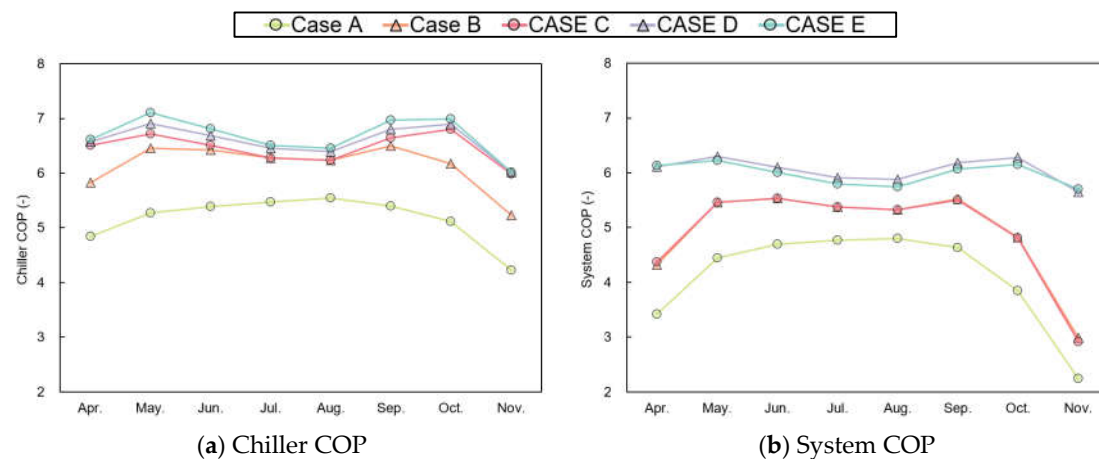 Case A Case B CASE C CASE D CASE E
8
7
6
5
4
3
2
Chiller COP (-)
Apr. May. Jun. Jul. Aug. Sep. Oct. Nov.
(a) Chiller COP
8
7
6
5
4
3
2
System COP (-)
Apr. May. Jun. Jul. Aug. Sep. Oct. Nov.
(b) System COP